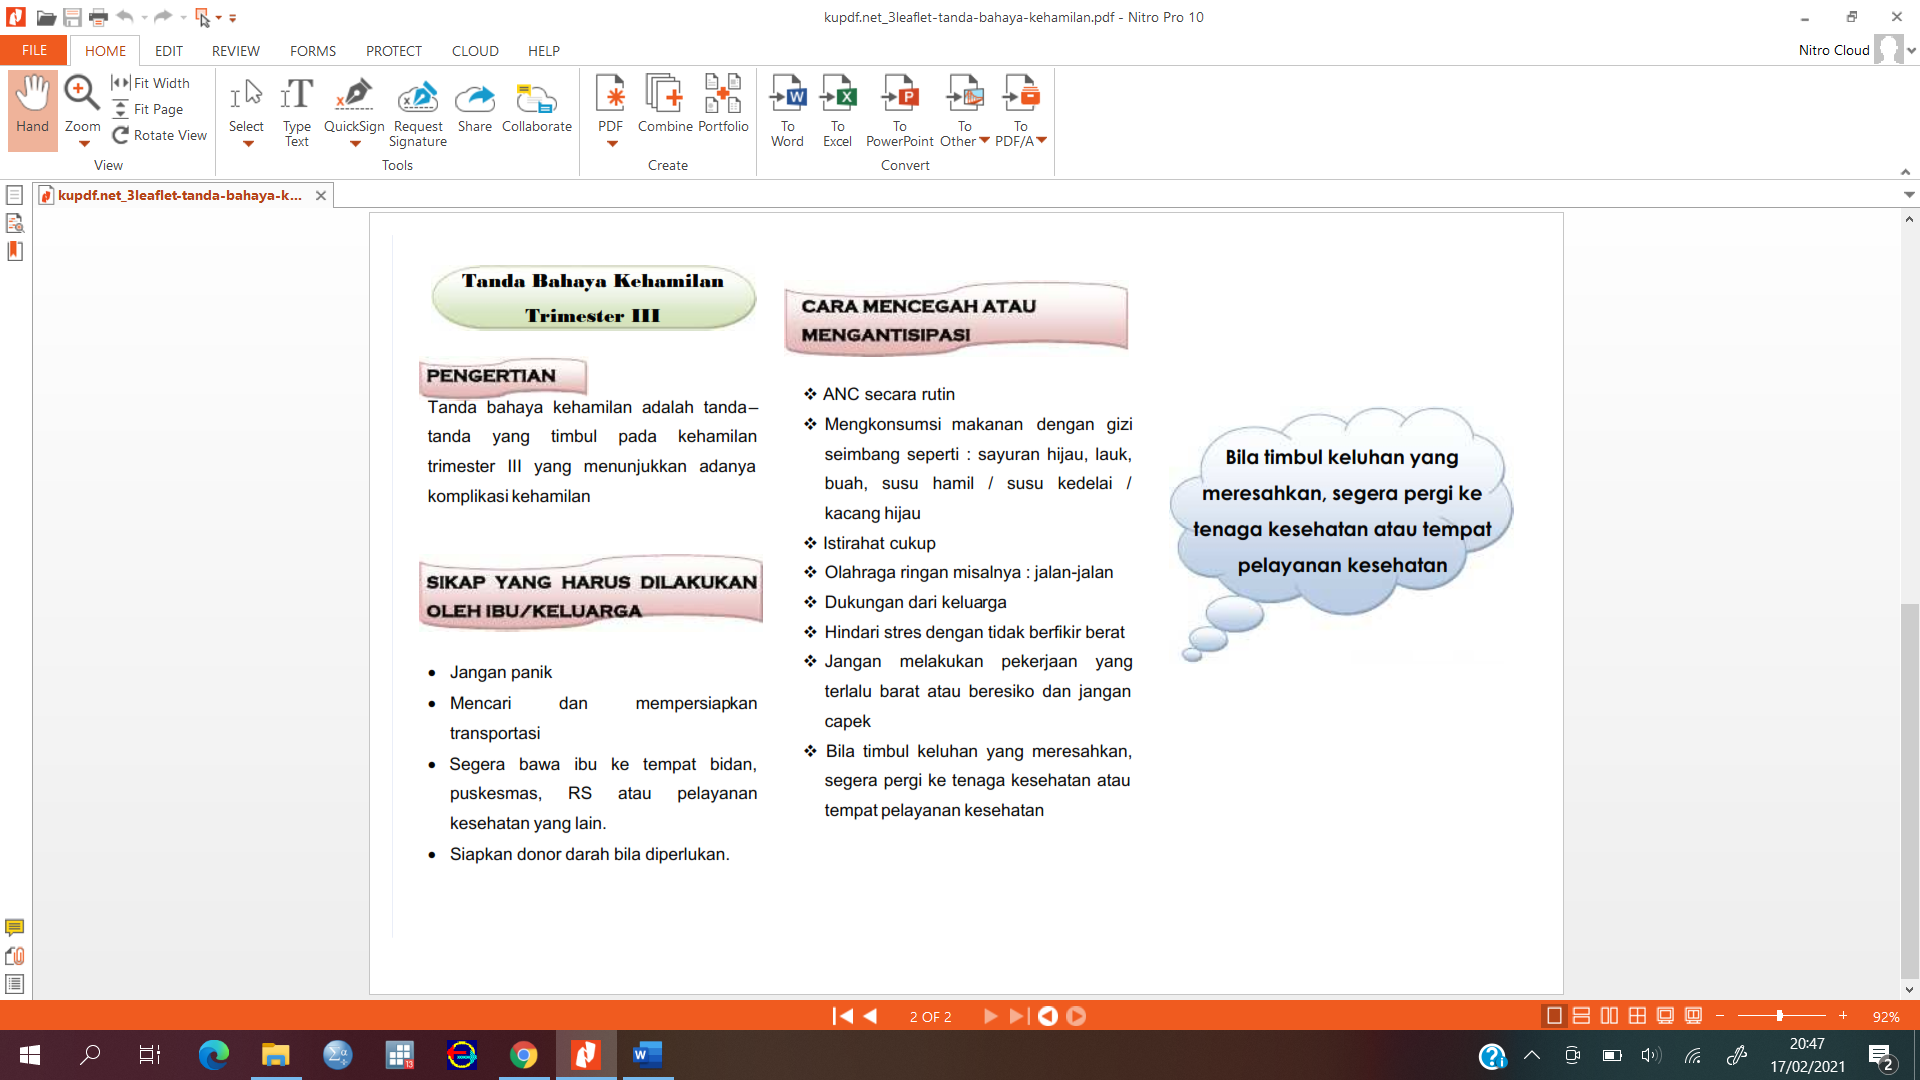 kupdf.net_3leaflet-tanda-bahaya-kehamilan.pdf - Nitro Pro 10
FILE HOME EDIT REVIEW FORMS PROTECT CLOUD HELP
Nitro Cloud
Hand
Zoom
Fit Width
Fit Page
Rotate View
View
Select
Type Text
QuickSign
Request Signature
Share
Collaborate
Tools
PDF
Combine
Portfolio
Create
To Word
To Excel
To PowerPoint
To Other
To PDF/A
Convert
kupdf.net_3leaflet-tanda-bahaya-k...
Tanda Bahaya Kehamilan
Trimester III
PENGERTIAN
Tanda bahaya kehamilan adalah tanda–
tanda yang timbul pada kehamilan
trimester III yang menunjukkan adanya
komplikasi kehamilan
SIKAP YANG HARUS DILAKUKAN
OLEH IBU/KELUARGA
• Jangan panik
• Mencari dan mempersiapkan
transportasi
• Segera bawa ibu ke tempat bidan,
puskesmas, RS atau pelayanan
kesehatan yang lain.
• Siapkan donor darah bila diperlukan.
CARA MENCEGAH ATAU
MENGANTISIPASI
❖ ANC secara rutin
❖ Mengkonsumsi makanan dengan gizi
seimbang seperti : sayuran hijau, lauk,
buah, susu hamil / susu kedelai /
kacang hijau
❖ Istirahat cukup
❖ Olahraga ringan misalnya : jalan-jalan
❖ Dukungan dari keluarga
❖ Hindari stres dengan tidak berfikir berat
❖ Jangan melakukan pekerjaan yang
terlalu barat atau beresiko dan jangan
capek
❖ Bila timbul keluhan yang meresahkan,
segera pergi ke tenaga kesehatan atau
tempat pelayanan kesehatan
Bila timbul keluhan yang
meresahkan, segera pergi ke
tenaga kesehatan atau tempat
pelayanan kesehatan
2 OF 2
92%
20:47
17/02/2021
2